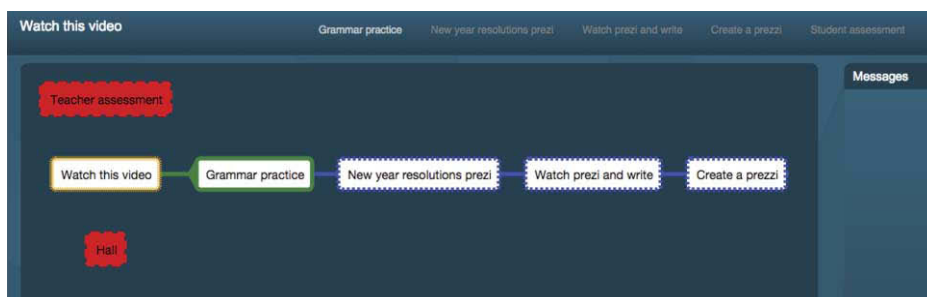 Watch this video Grammar practice New year resolutions prezi Watch prezi and write Create a prezzi Student assessment
Messages
Teacher assessment
Watch this video Grammar practice New year resolutions prezi Watch prezi and write Create a prezzi
Hall